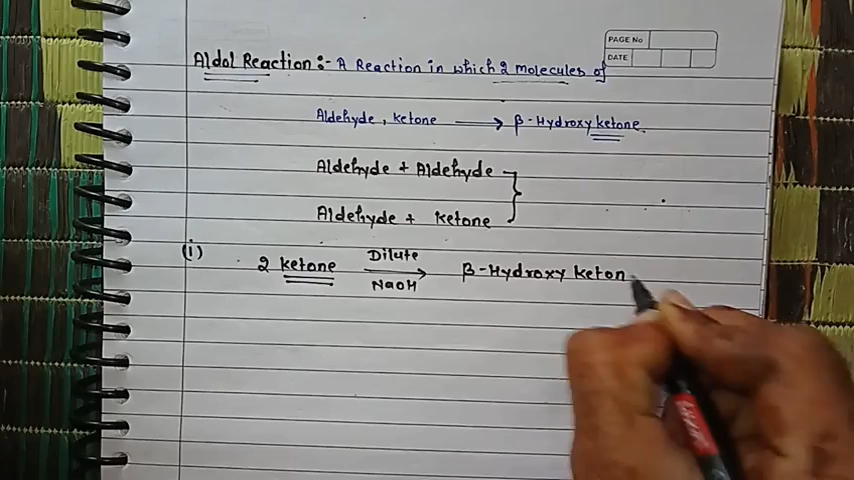 PAGE No
DATE
Aldol Reaction :- A Reaction in which 2 molecules of
Aldehyde, ketone ⟶ β-Hydroxy ketone.
Aldehyde + Aldehyde
Aldehyde + ketone
(i) 2 ketone Dilute NaOH ⟶ β-Hydroxy keton